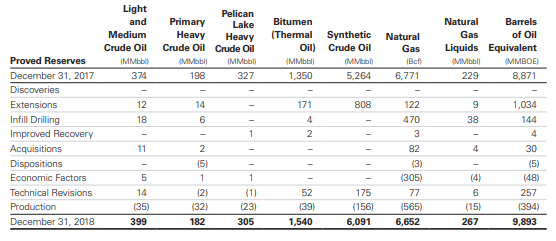 Light
Pelican
and Primary Lake Bitumen Natural Barrels
Medium Heavy Heavy (Thermal Synthetic Natural Gas of Oil
Crude Oil Crude Oil Crude Oil Oil) Crude Oil Gas Liquids Equivalent
Proved Reserves (MMbbl) (MMbbl) (MMbbl) (MMbbl) (MMbbl) (Bcf) (MMbbl) (MMBOE)
December 31, 2017 374 198 327 1,350 5,264 6,771 229 8,871
Discoveries – – – – – – – –
Extensions 12 14 – 171 808 122 9 1,034
Infill Drilling 18 6 – 4 – 470 38 144
Improved Recovery – – 1 2 – 3 – 4
Acquisitions 11 2 – – – 82 4 30
Dispositions – (5) – – – (3) – (5)
Economic Factors 5 1 1 – – (305) (4) (48)
Technical Revisions 14 (2) (1) 52 175 77 6 257
Production (35) (32) (23) (39) (156) (565) (15) (394)
December 31, 2018 399 182 305 1,540 6,091 6,652 267 9,893